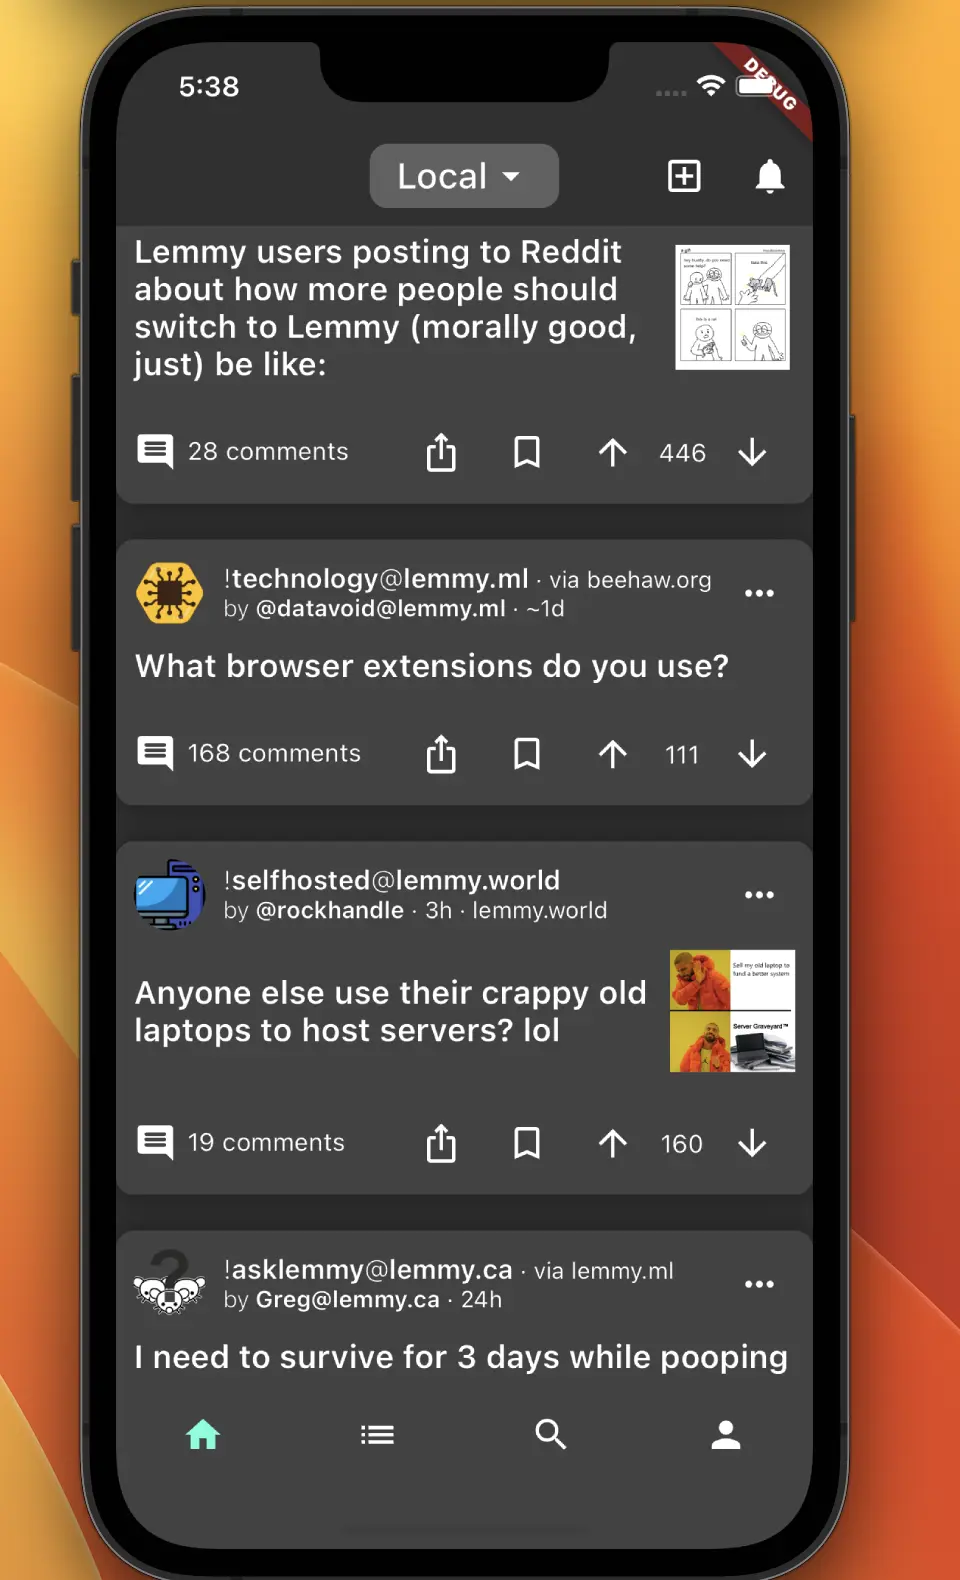 5:38
DEBUG
Local
Lemmy users posting to Reddit
about how more people should
switch to Lemmy (morally good,
just) be like:
28 comments
446
!technology@lemmy.ml · via beehaw.org
by @datavoid@lemmy.ml · ~1d
What browser extensions do you use?
168 comments
111
!selfhosted@lemmy.world
by @rockhandle · 3h · lemmy.world
Anyone else use their crappy old
laptops to host servers? lol
Sell my old laptop to
fund a better system
Server Graveyard™
19 comments
160
!asklemmy@lemmy.ca · via lemmy.ml
by Greg@lemmy.ca · 24h
I need to survive for 3 days while pooping